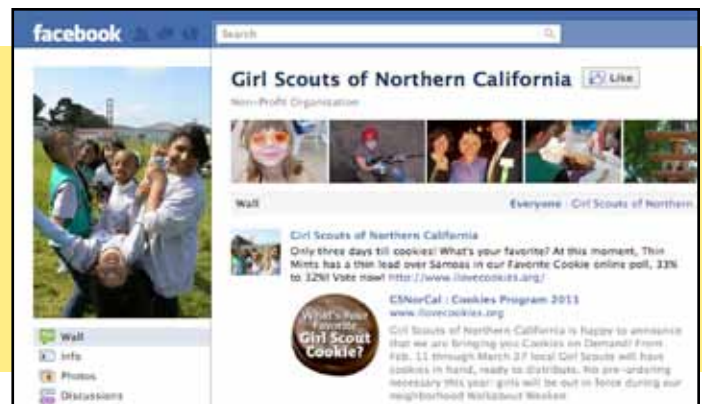 facebook
Search
Girl Scouts of Northern California Like
Non-Profit Organization
Wall
Everyone · Girl Scouts of Northern
Girl Scouts of Northern California
Only three days till cookies! What's your favorite? At this moment, Thin
Mints has a thin lead over Samoas in our Favorite Cookie online poll, 33%
to 32%! Vote now! http://www.ilovecookies.org/
What's Your
Favorite
Girl Scout
Cookie?
GSNorCal : Cookies Program 2011
www.ilovecookies.org
Girl Scouts of Northern California is happy to announce
that we are bringing you Cookies on Demand! From
Feb. 11 through March 27 local Girl Scouts will have
cookies in hand, ready to distribute. No pre-ordering
necessary this year: girls will be out in force during our
neighborhood Walkabout Weeken
Wall
Info
Photos
Discussions